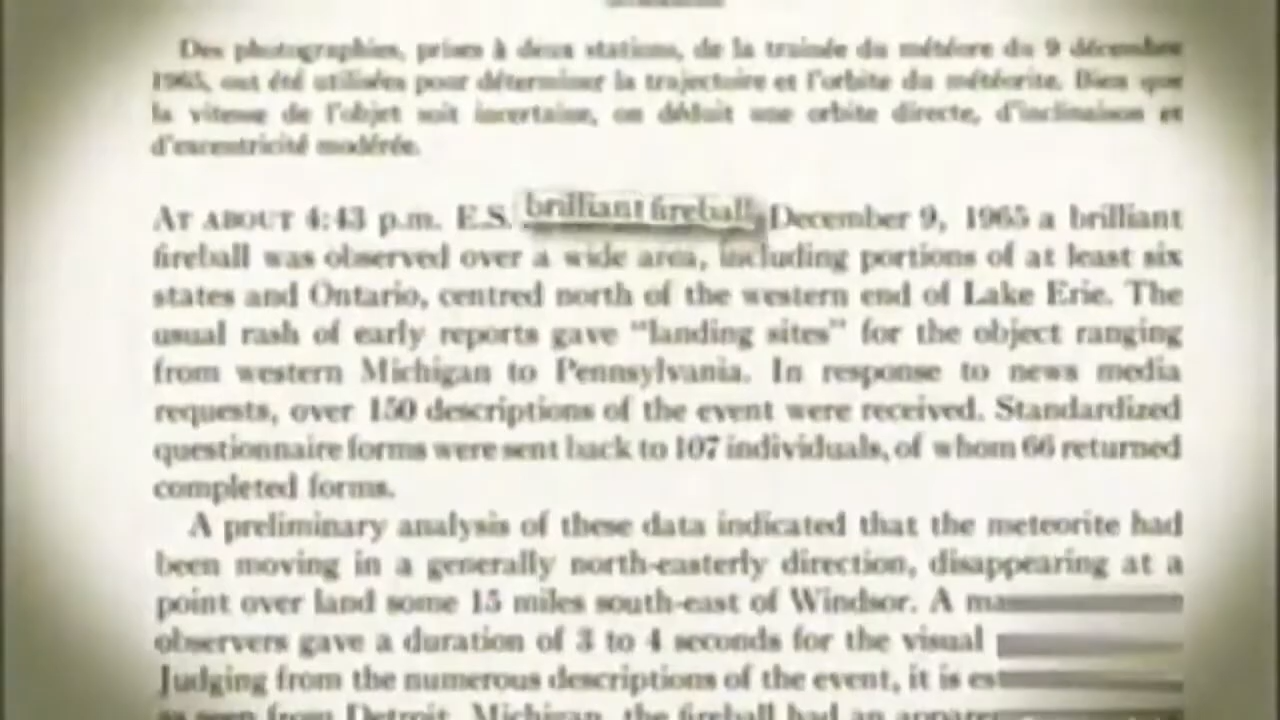 Des photographies, prises à deux stations, de la trainée du météore du 9 décembre
1965, ont été utilisées pour déterminer la trajectoire et l'orbite du météorite. Bien que
la vitesse de l'objet soit incertaine, on déduit une orbite directe, d'inclinaison et
d'excentricité modérée.
AT ABOUT 4:43 p.m. E.S. brilliant fireball December 9, 1965 a brilliant
fireball was observed over a wide area, including portions of at least six
states and Ontario, centred north of the western end of Lake Erie. The
usual rash of early reports gave "landing sites" for the object ranging
from western Michigan to Pennsylvania. In response to news media
requests, over 150 descriptions of the event were received. Standardized
questionnaire forms were sent back to 107 individuals, of whom 66 returned
completed forms.
A preliminary analysis of these data indicated that the meteorite had
been moving in a generally north-easterly direction, disappearing at a
point over land some 15 miles south-east of Windsor. A ma
observers gave a duration of 3 to 4 seconds for the visual
Judging from the numerous descriptions of the event, it is es
as seen from Detroit, Michigan, the fireball had an